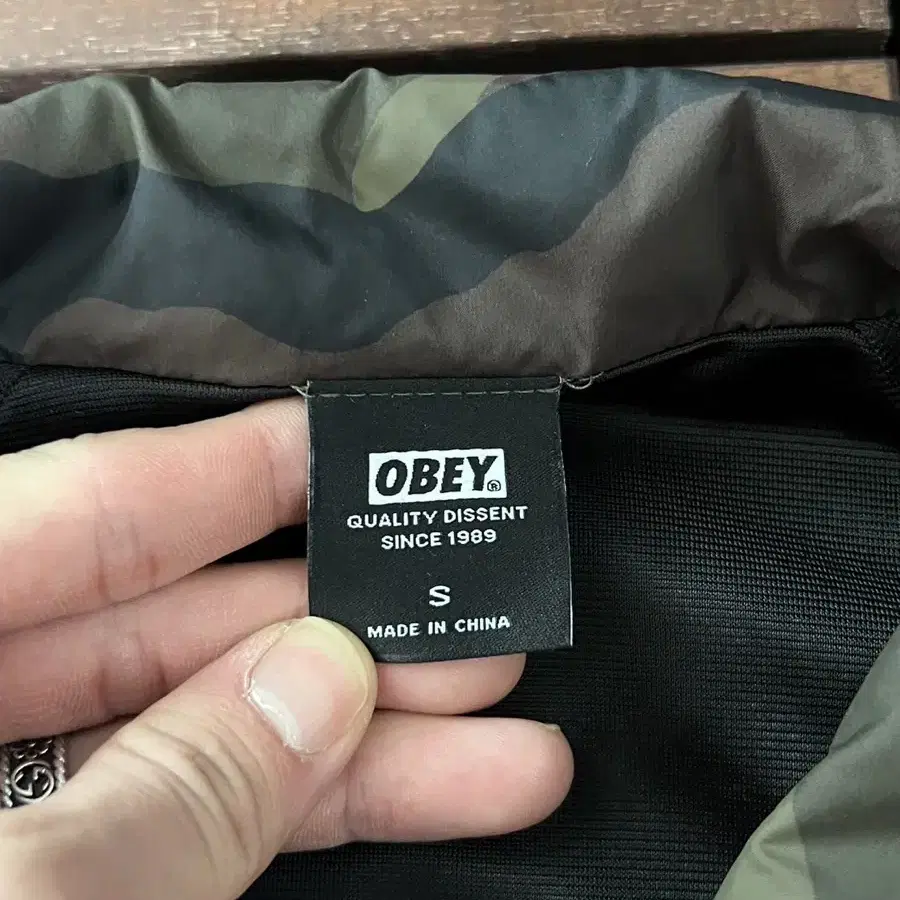 OBEY®
QUALITY DISSENT
SINCE 1989
S
MADE IN CHINA